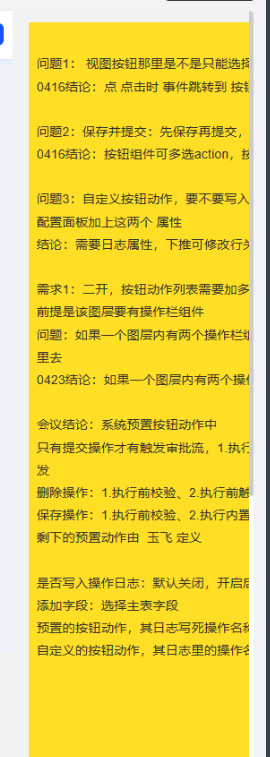 问题1： 视图按钮那里是不是只能选择
0416结论：点 点击时 事件跳转到 按
问题2：保存并提交：先保存再提交，
0416结论：按钮组件可多选action，
问题3：自定义按钮动作，要不要写入
配置面板加上这两个 属性
结论：需要日志属性，下推可修改行
需求1：二开，按钮动作列表需要加多
前提是该图层要有操作栏组件
问题：如果一个图层内有两个操作栏
里去
0423结论：如果一个图层内有两个操
会议结论：系统预置按钮动作中
只有提交操作才有触发审批流，1.执行
发
删除操作：1.执行前校验、2.执行前触
保存操作：1.执行前校验、2.执行内置
剩下的预置动作由  玉飞 定义
是否写入操作日志：默认关闭，开启
添加字段：选择主表字段
预置的按钮动作，其日志写死操作名
自定义的按钮动作，其日志里的操作